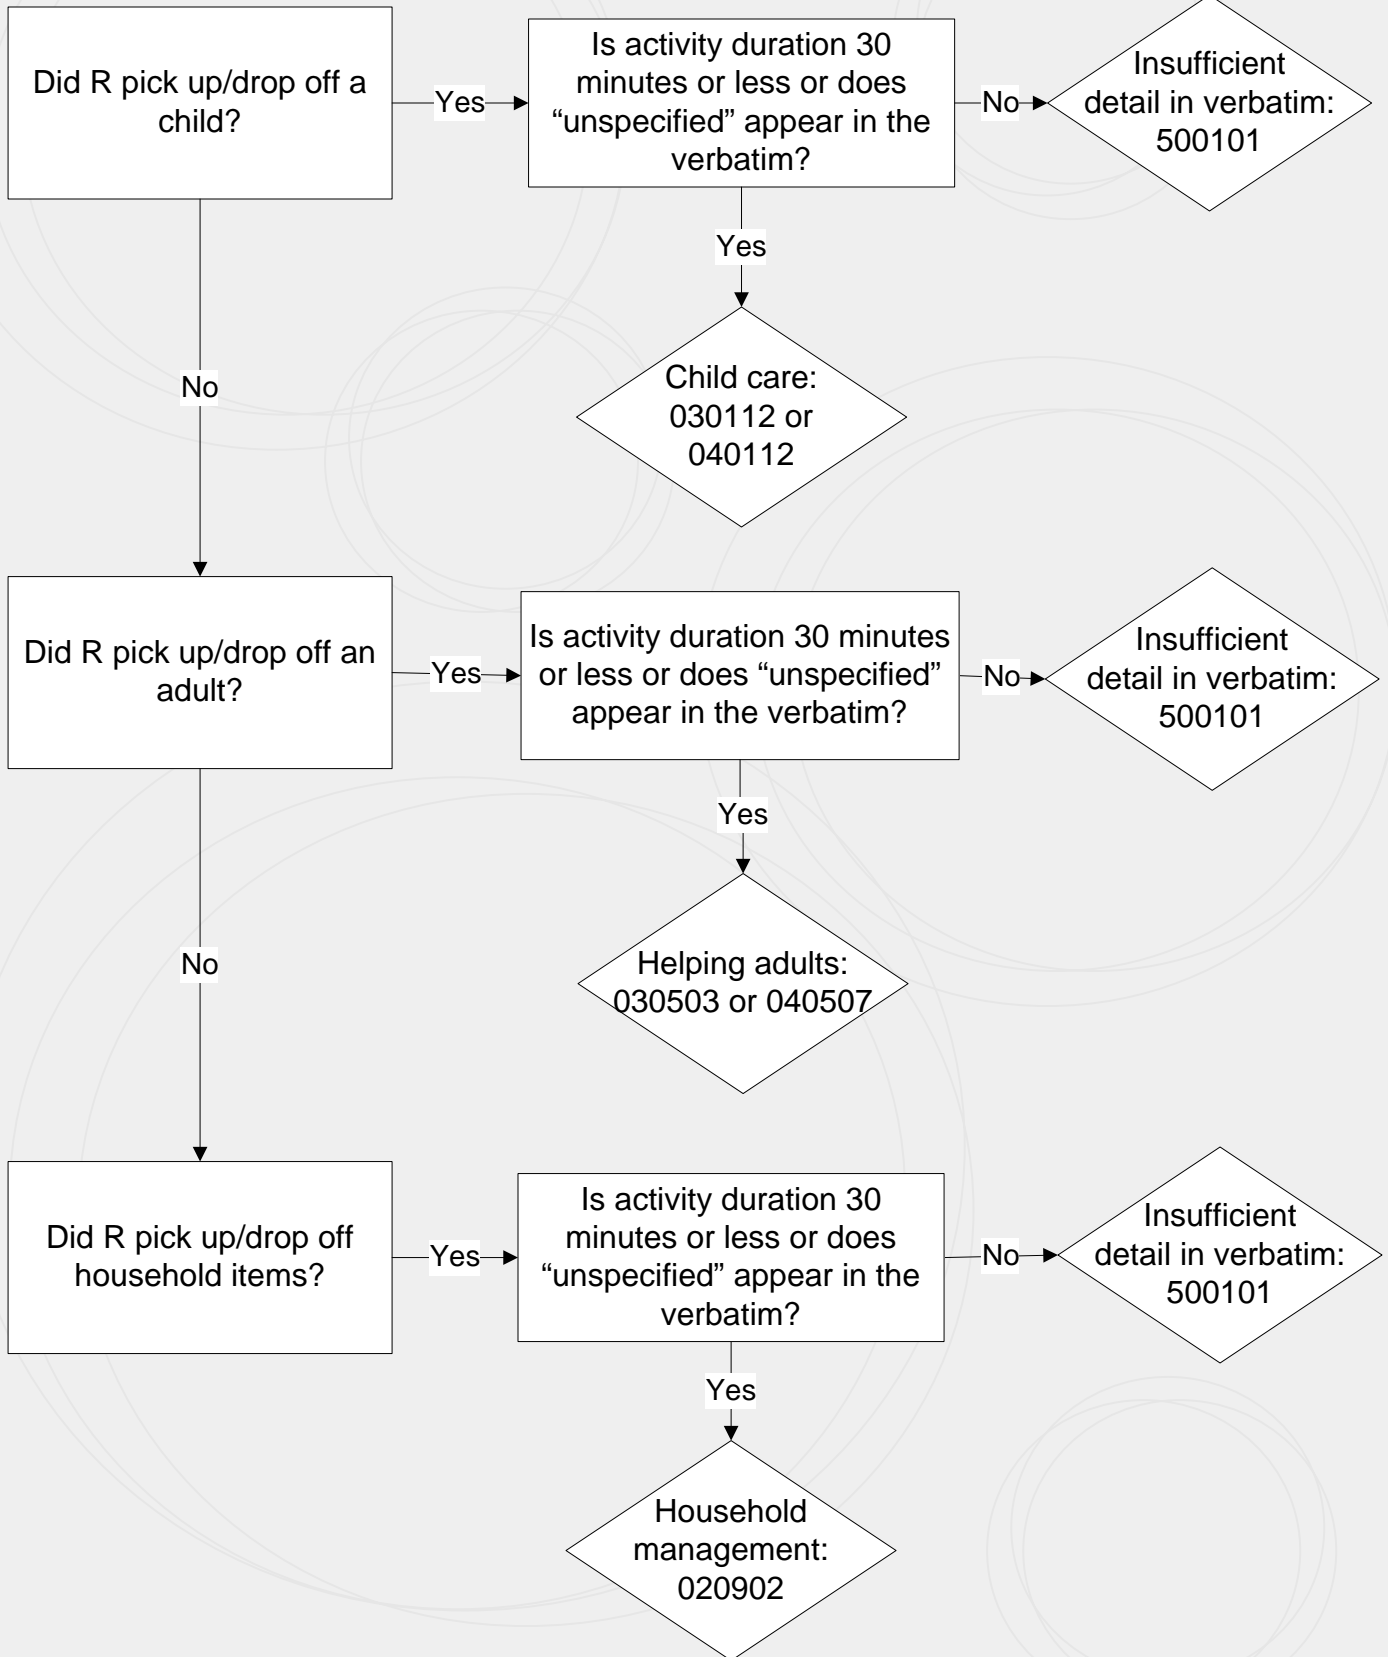 Did R pick up/drop off a
child?
Yes
Is activity duration 30
minutes or less or does
“unspecified” appear in the
verbatim?
No
Insufficient
detail in verbatim:
500101
Yes
Child care:
030112 or
040112
No
Did R pick up/drop off an
adult?
Yes
Is activity duration 30 minutes
or less or does “unspecified”
appear in the verbatim?
No
Insufficient
detail in verbatim:
500101
Yes
Helping adults:
030503 or 040507
No
Did R pick up/drop off
household items?
Yes
Is activity duration 30
minutes or less or does
“unspecified” appear in the
verbatim?
No
Insufficient
detail in verbatim:
500101
Yes
Household
management:
020902